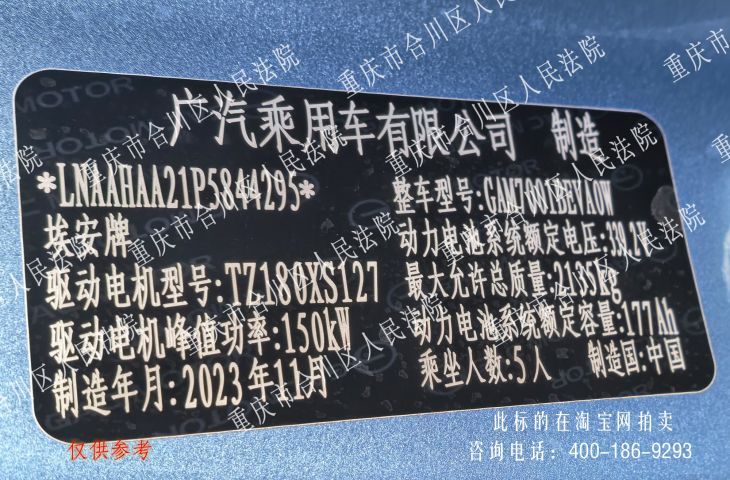 广汽乘用车有限公司 制造
*LNAAHAA21P5844295*
整车型号:GAM7001BEVA0W
埃安牌
驱动电机型号:TZ180XS127
最大允许总质量:2135kg
驱动电机峰值功率:150kW
动力电池系统额定容量:177Ah
制造年月:2023年11月
乘坐人数:5人 制造国:中国
动力电池系统额定电压:
重庆市合川区人民法院
仅供参考
此标的在淘宝网拍卖
咨询电话: 400-186-9293